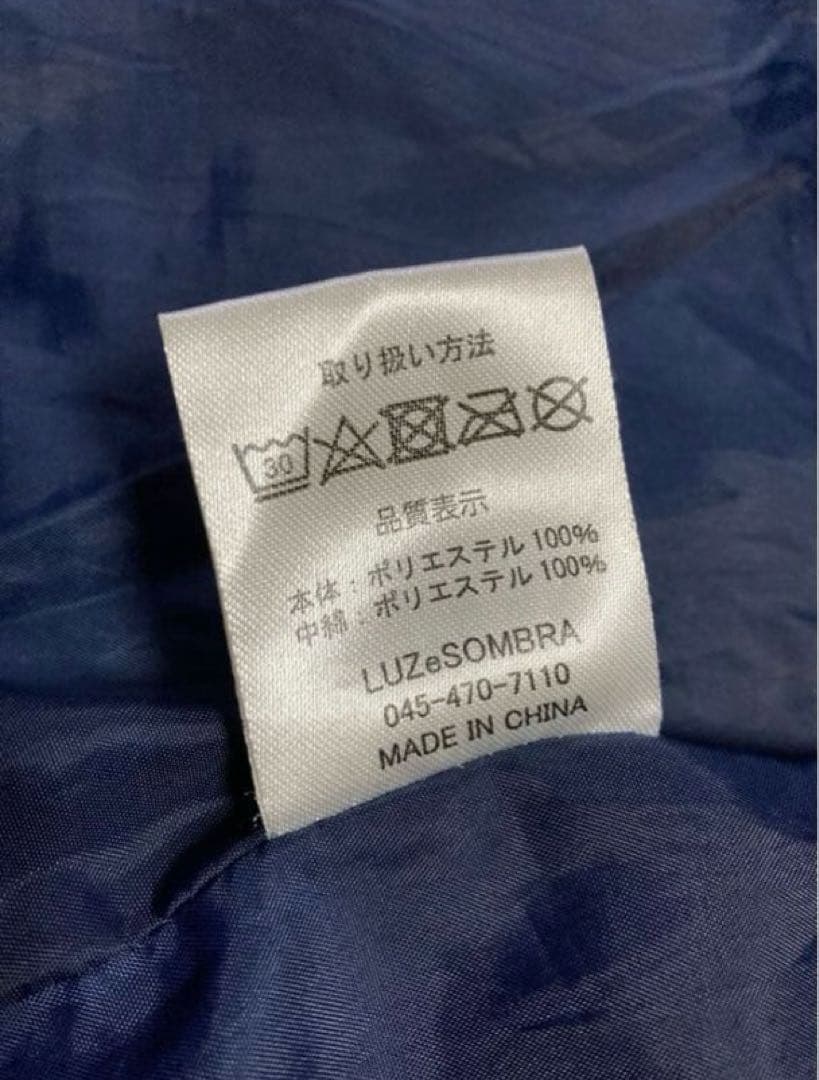 取り扱い方法
30
品質表示
本体：ポリエステル 100%
中綿：ポリエステル 100%
LUZeSOMBRA
045-470-7110
MADE IN CHINA